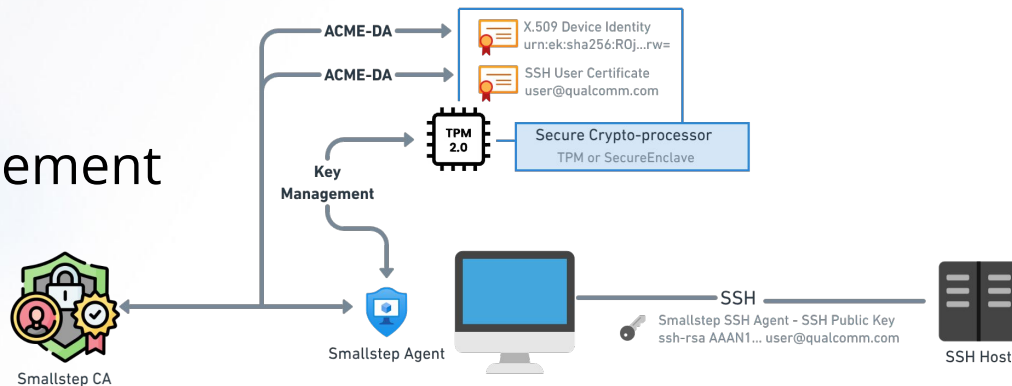 ACME-DA
X.509 Device Identity
urn:ek:sha256:ROj...rw=
ACME-DA
SSH User Certificate
user@qualcomm.com
TPM
2.0
Secure Crypto-processor
TPM or SecureEnclave
ement
Key
Management
SSH
Smallstep SSH Agent - SSH Public Key
ssh-rsa AAAN1... user@qualcomm.com
Smallstep Agent
SSH Host
Smallstep CA